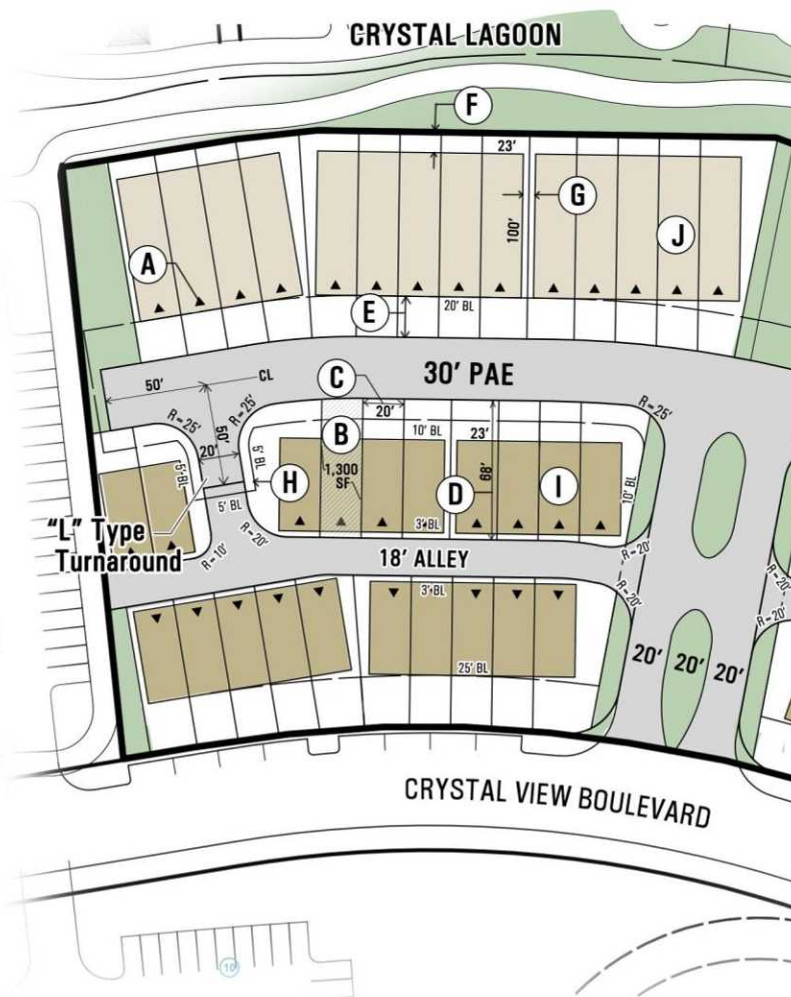 CRYSTAL LAGOON
F
23'
G
A
100'
J
E
20' BL
50'
CL
C
30' PAE
R=25'
50'
R=25'
20'
R=25'
B
10' BL
23'
20'
5' BL
5' BL
1,300
SF
H
D
68'
I
10' BL
5' BL
3' BL
"L" Type
Turnaround
R=20'
R=10'
18' ALLEY
R=20'
3' BL
R=20'
R=20'
20' 20' 20'
25' BL
CRYSTAL VIEW BOULEVARD
10